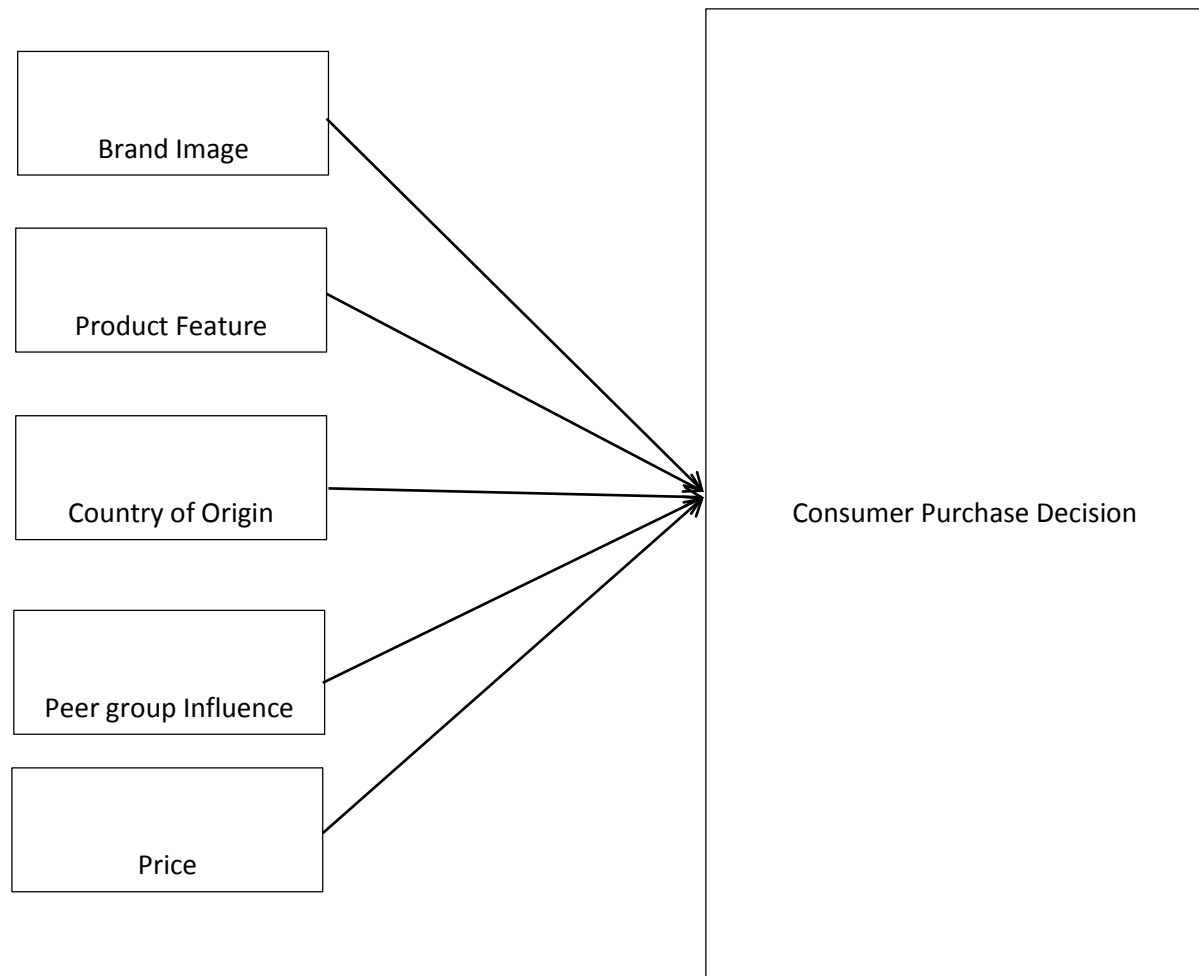 Brand Image
Product Feature
Country of Origin
Consumer Purchase Decision
Peer group Influence
Price